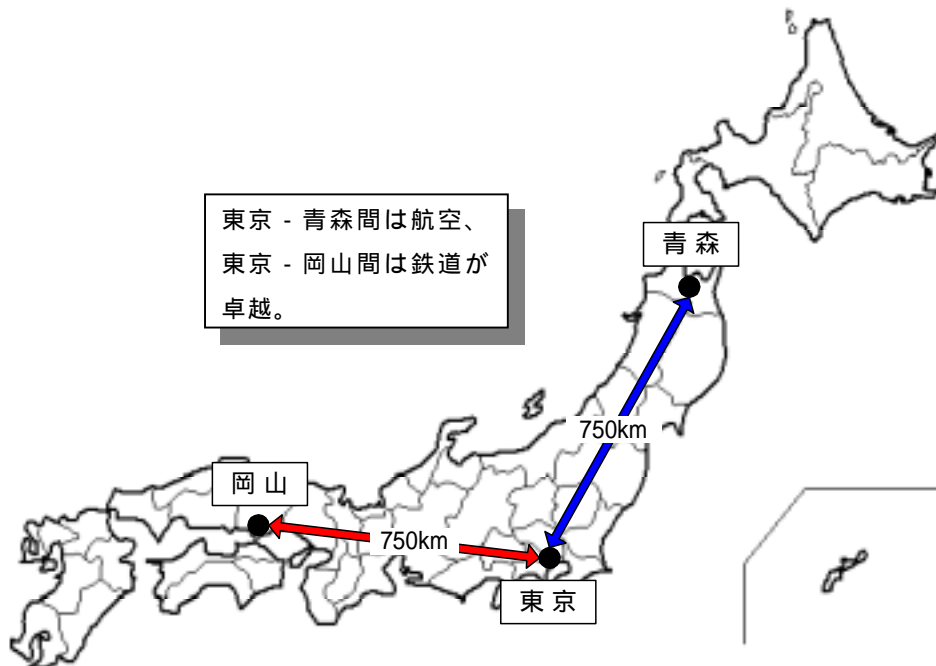 東京 - 青森間は航空、
東京 - 岡山間は鉄道が
卓越。
青森
750km
岡山
750km
東京